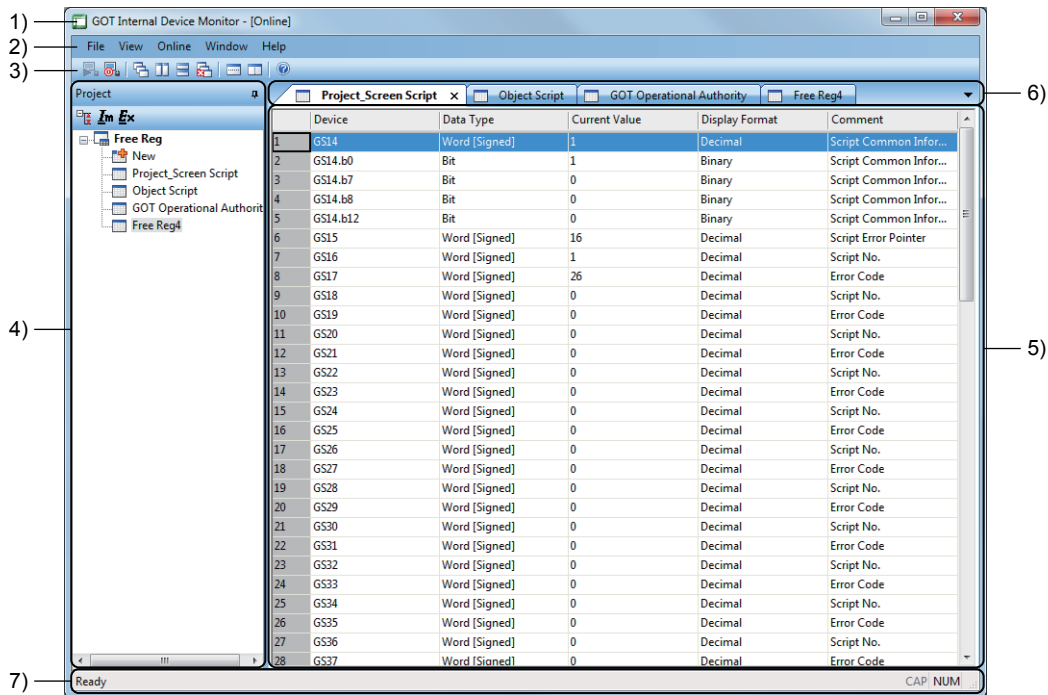 1)
GOT Internal Device Monitor - [Online]
2)
File View Online Window Help
3)
Project
Im Ex
Free Reg
New
Project_Screen Script
Object Script
GOT Operational Authorit
Free Reg4
4)
Project_Screen Script x Object Script GOT Operational Authority Free Reg4
6)
Device Data Type Current Value Display Format Comment
1 GS14 Word [Signed] 1 Decimal Script Common Infor...
2 GS14.b0 Bit 1 Binary Script Common Infor...
3 GS14.b7 Bit 0 Binary Script Common Infor...
4 GS14.b8 Bit 0 Binary Script Common Infor...
5 GS14.b12 Bit 0 Binary Script Common Infor...
6 GS15 Word [Signed] 16 Decimal Script Error Pointer
7 GS16 Word [Signed] 1 Decimal Script No.
8 GS17 Word [Signed] 26 Decimal Error Code
9 GS18 Word [Signed] 0 Decimal Script No.
10 GS19 Word [Signed] 0 Decimal Error Code
11 GS20 Word [Signed] 0 Decimal Script No.
12 GS21 Word [Signed] 0 Decimal Error Code
13 GS22 Word [Signed] 0 Decimal Script No.
14 GS23 Word [Signed] 0 Decimal Error Code
15 GS24 Word [Signed] 0 Decimal Script No.
16 GS25 Word [Signed] 0 Decimal Error Code
17 GS26 Word [Signed] 0 Decimal Script No.
18 GS27 Word [Signed] 0 Decimal Error Code
19 GS28 Word [Signed] 0 Decimal Script No.
20 GS29 Word [Signed] 0 Decimal Error Code
21 GS30 Word [Signed] 0 Decimal Script No.
22 GS31 Word [Signed] 0 Decimal Error Code
23 GS32 Word [Signed] 0 Decimal Script No.
24 GS33 Word [Signed] 0 Decimal Error Code
25 GS34 Word [Signed] 0 Decimal Script No.
26 GS35 Word [Signed] 0 Decimal Error Code
27 GS36 Word [Signed] 0 Decimal Script No.
28 GS37 Word [Signed] 0 Decimal Error Code
5)
7)
Ready CAP NUM